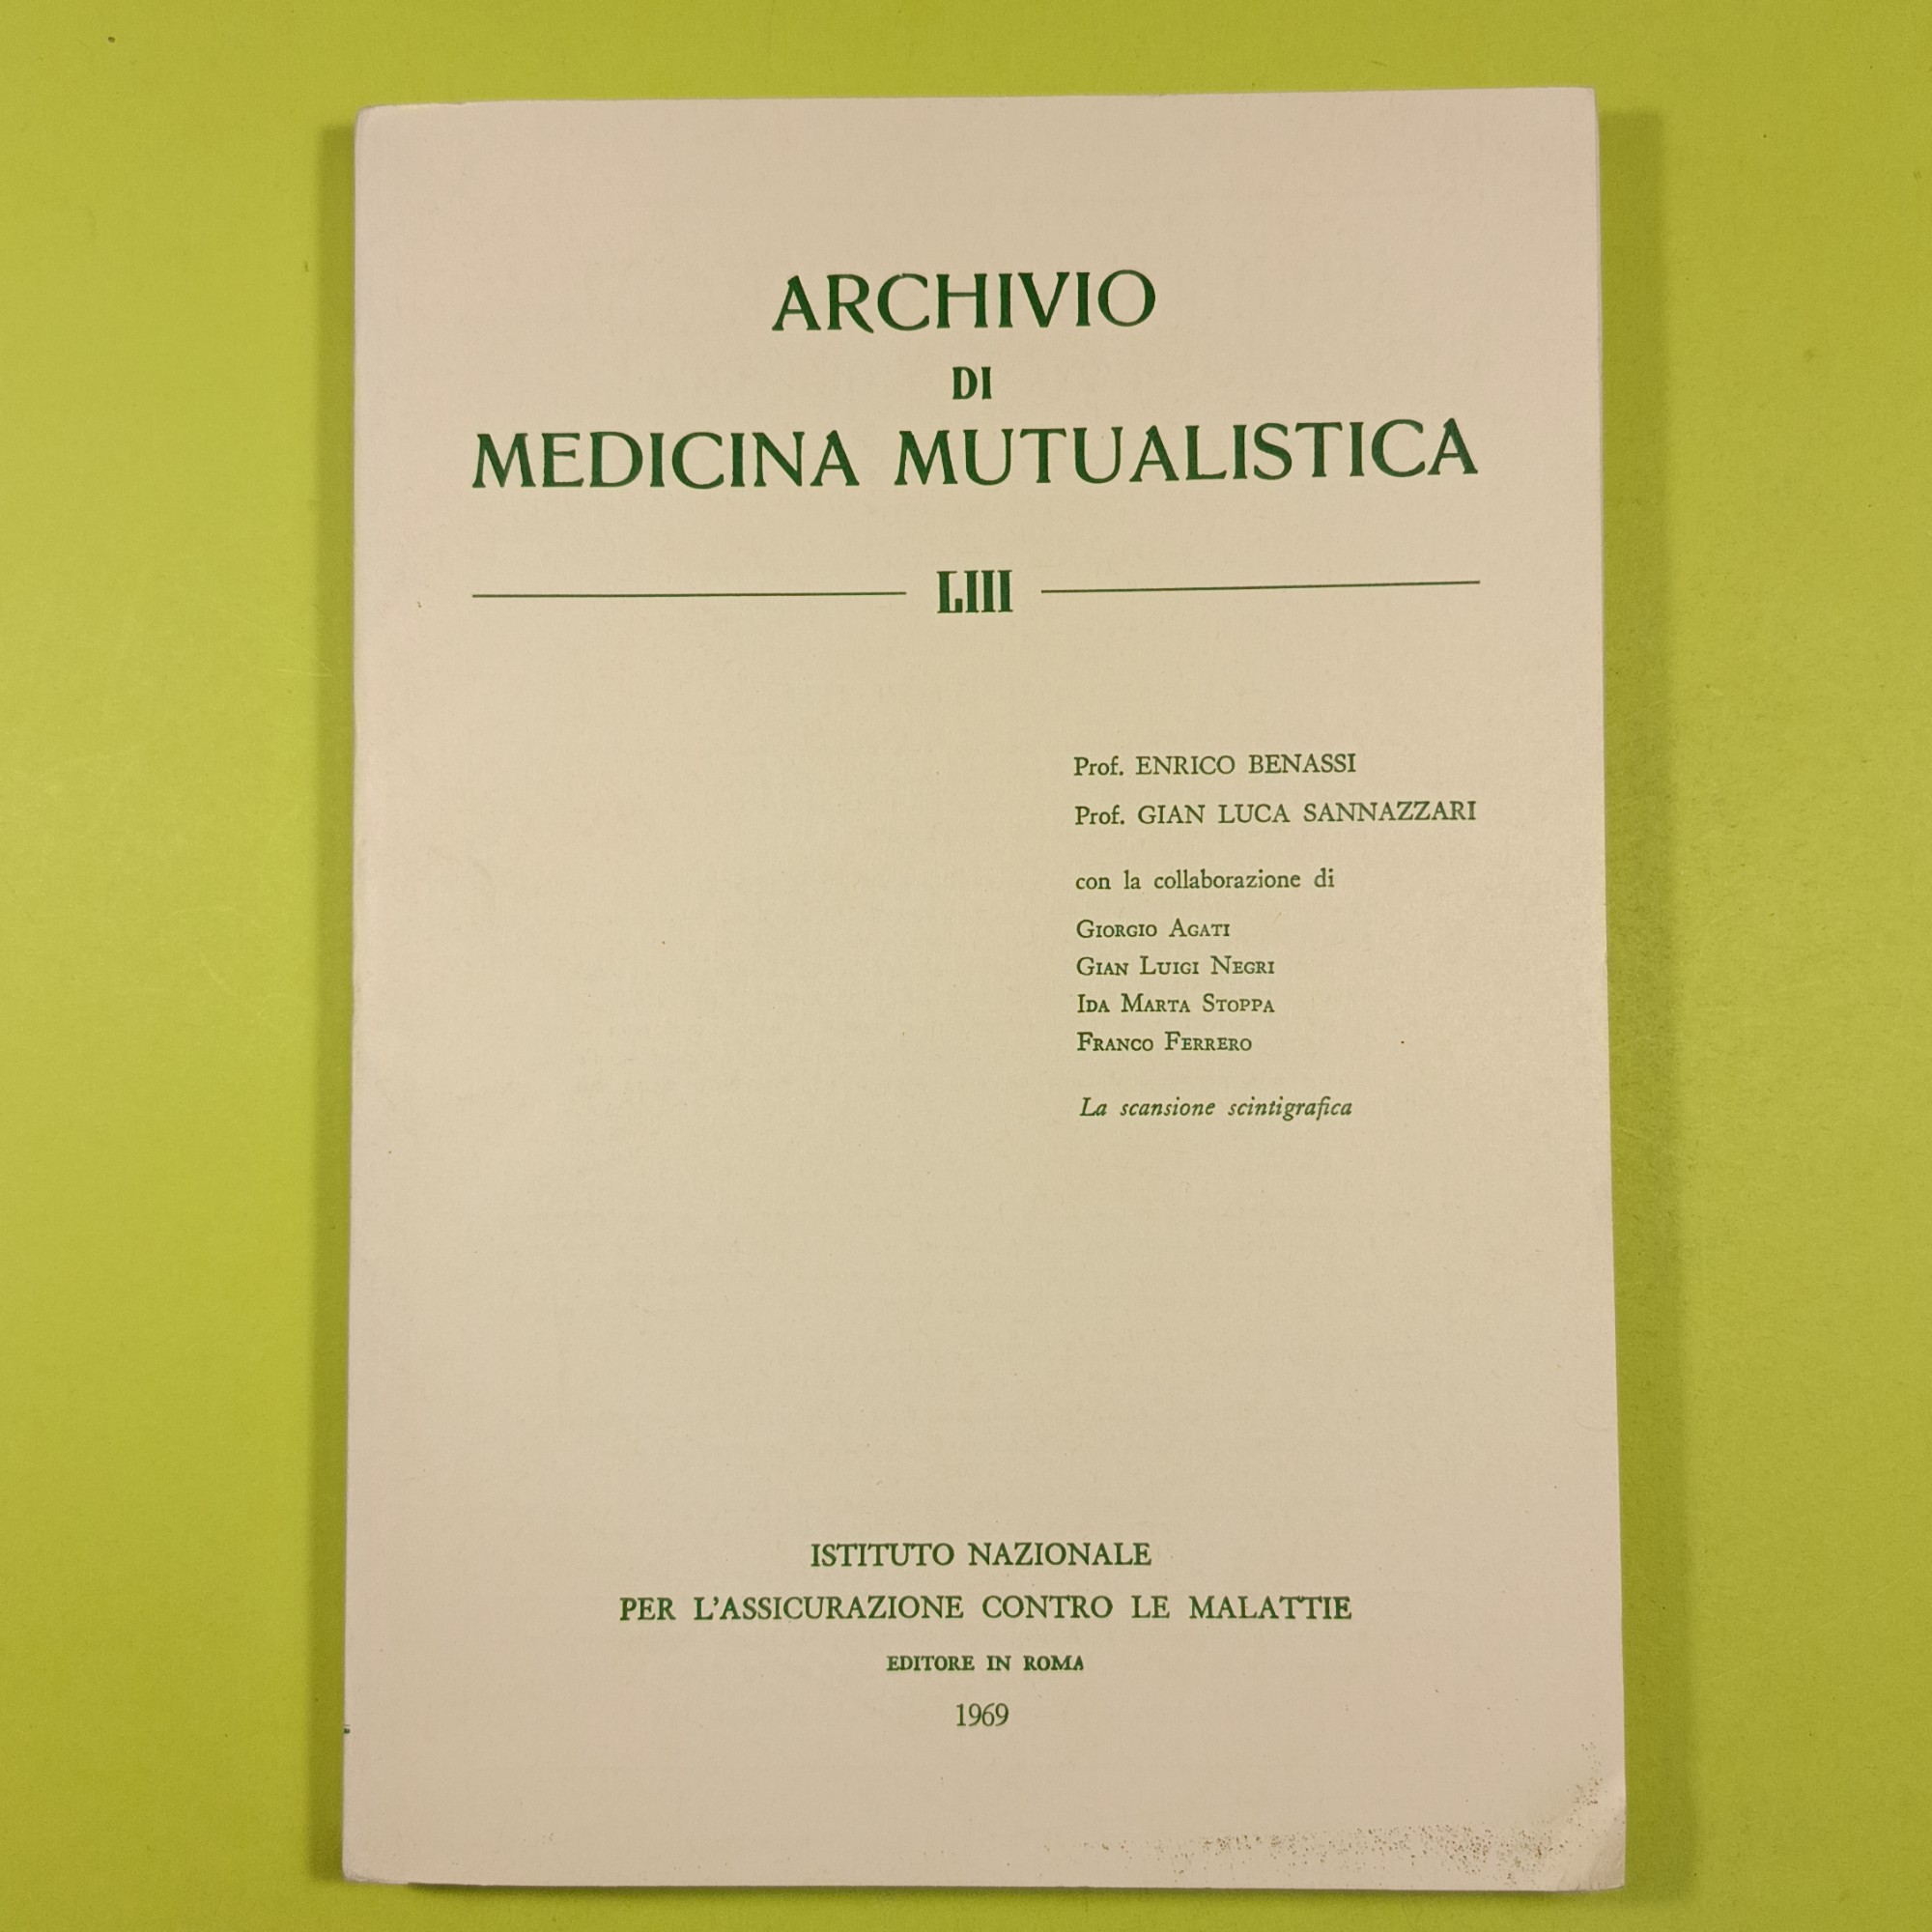 ARCHIVIO
DI
MEDICINA MUTUALISTICA
LIII
Prof. ENRICO BENASSI
Prof. GIAN LUCA SANNAZZARI
con la collaborazione di
GIORGIO AGATI
GIAN LUIGI NEGRI
IDA MARTA STOPPA
FRANCO FERRERO
La scansione scintigrafica
ISTITUTO NAZIONALE
PER L'ASSICURAZIONE CONTRO LE MALATTIE
EDITORE IN ROMA
1969